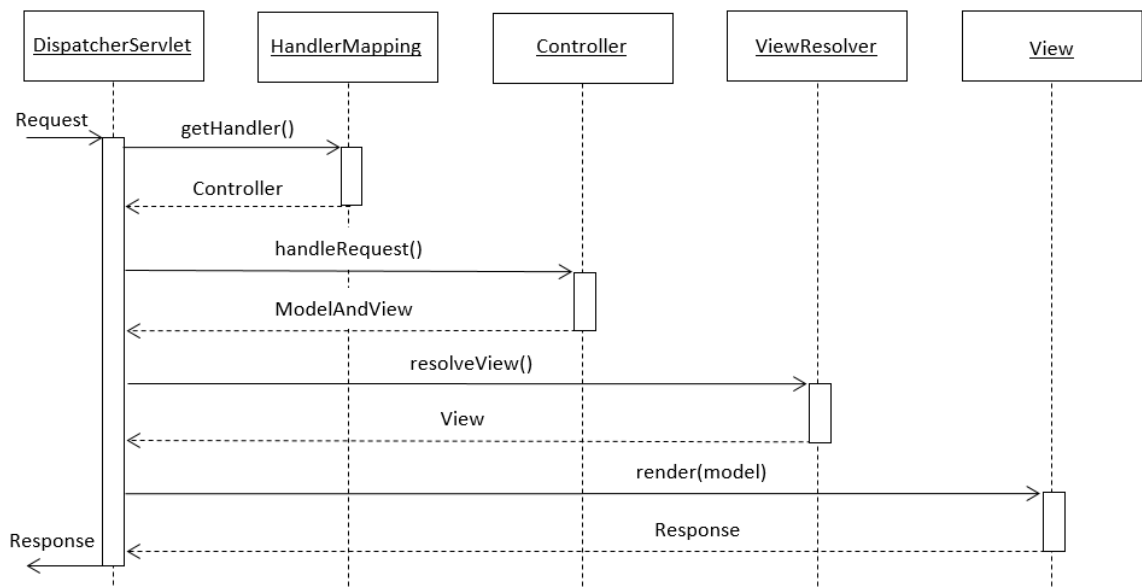 DispatcherServlet
HandlerMapping
Controller
ViewResolver
View
Request
getHandler()
Controller
handleRequest()
ModelAndView
resolveView()
View
render(model)
Response
Response